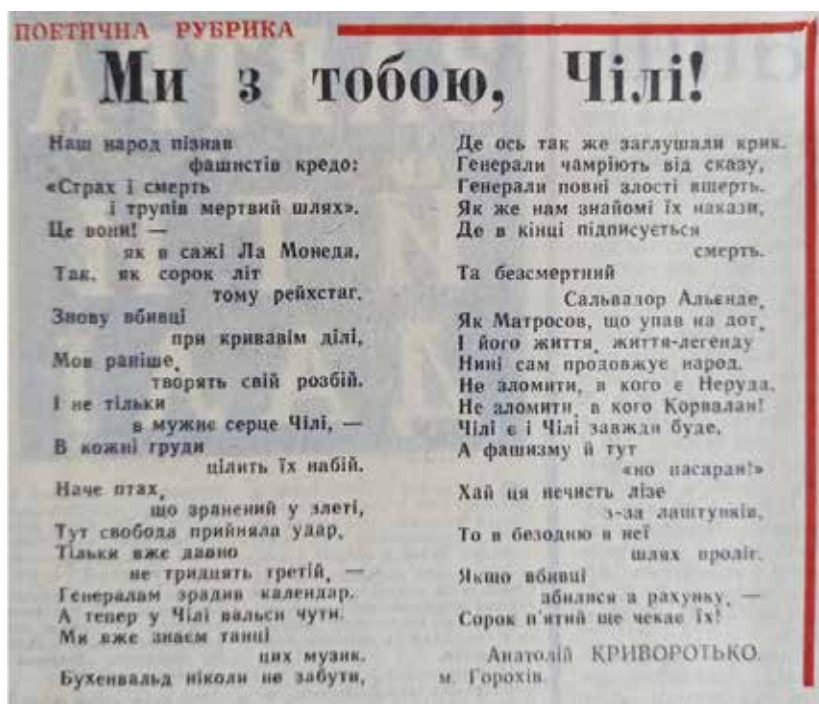 ПОЕТИЧНА РУБРИКА
Ми з тобою, Чілі!
Наш народ пізнав
фашистів кредо:
«Страх і смерть
і трупів мертвий шлях».
Це вони! —
як в сажі Ла Монеда,
Так, як сорок літ
тому рейхстаг.
Знову вбивці
при кривавім ділі,
Мов раніше,
творять свій розбій.
І не тільки
в мужнє серце Чілі, —
В кожні груди
цілить їх набій.
Наче птах,
що зранений у злеті,
Тут свобода прийняла удар,
Тільки вже давно
не тридцять третій, —
Генералам зрадив календар.
А тепер у Чілі вальси чути.
Ми вже знаєм танці
цих музик.
Бухенвальд ніколи не забути,
Де ось так же заглушали крик.
Генерали чамріють від сказу,
Генерали повні злості вщерть.
Як же нам знайомі їх накази,
Де в кінці підписується
смерть.
Та безсмертний
Сальвадор Альєнде,
Як Матросов, що упав на дот,
І його життя, життя-легенду
Нині сам продовжує народ.
Не зломити, в кого є Неруда,
Не зломити, в кого Корвалан!
Чілі є і Чілі завжди буде,
А фашизму й тут
«но пасаран!»
Хай ця нечисть лізе
з-за лаштунків,
То в безодню в неї
шлях проліг.
Якщо вбивці
збилися в рахунку, —
Сорок п'ятий ще чекає їх!
Анатолій КРИВОРОТЬКО.
м. Горохів.